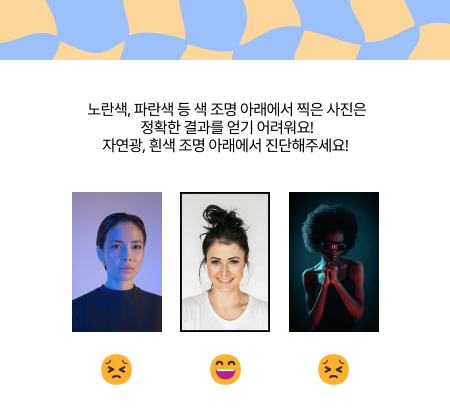 노란색, 파란색 등 색 조명 아래에서 찍은 사진은
정확한 결과를 얻기 어려워요!
자연광, 흰색 조명 아래에서 진단해주세요!